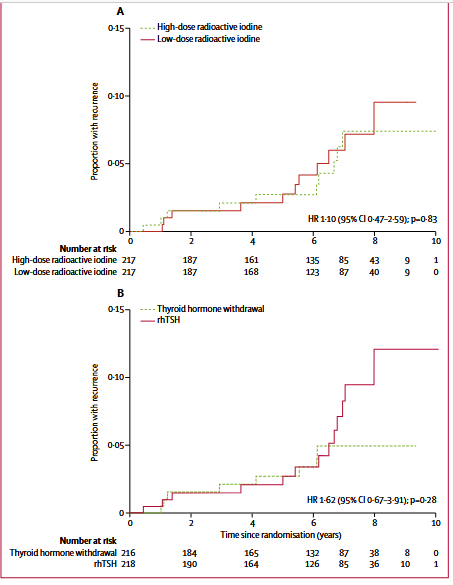 A
0·15
High-dose radioactive iodine
Low-dose radioactive iodine
0·10
Proportion with recurrence
0·05
HR 1·10 (95% CI 0·47–2·59); p=0·83
0
0 2 4 6 8 10
Number at risk
High-dose radioactive iodine 217 187 161 135 85 43 9 1
Low-dose radioactive iodine 217 187 168 123 87 40 9 0
B
0·15
Thyroid hormone withdrawal
rhTSH
0·10
Proportion with recurrence
0·05
HR 1·62 (95% CI 0·67–3·91); p=0·28
0
0 2 4 6 8 10
Time since randomisation (years)
Number at risk
Thyroid hormone withdrawal 216 184 165 132 87 38 8 0
rhTSH 218 190 164 126 85 36 10 1